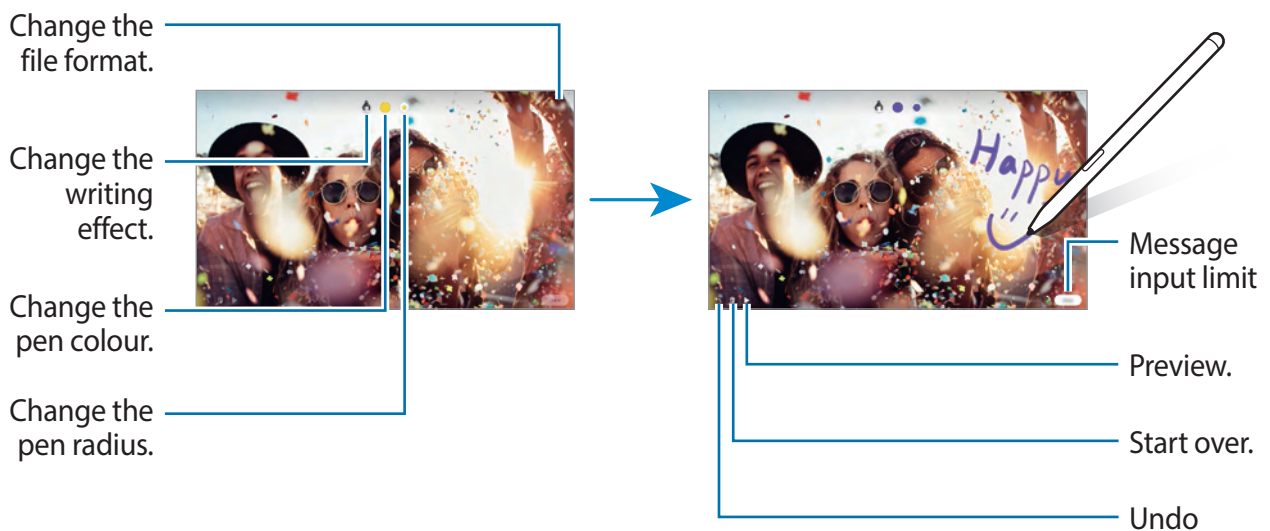 Change the
file format.
Change the
writing
effect.
Change the
pen colour.
Change the
pen radius.
Happy
Message
input limit
Preview.
Start over.
Undo